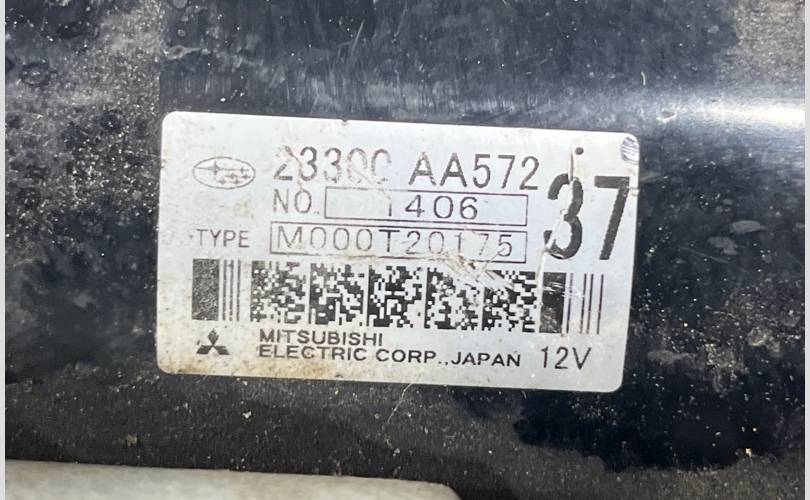 23300 AA572
37
NO. 1406
TYPE M000T20175
MITSUBISHI
ELECTRIC CORP., JAPAN 12V